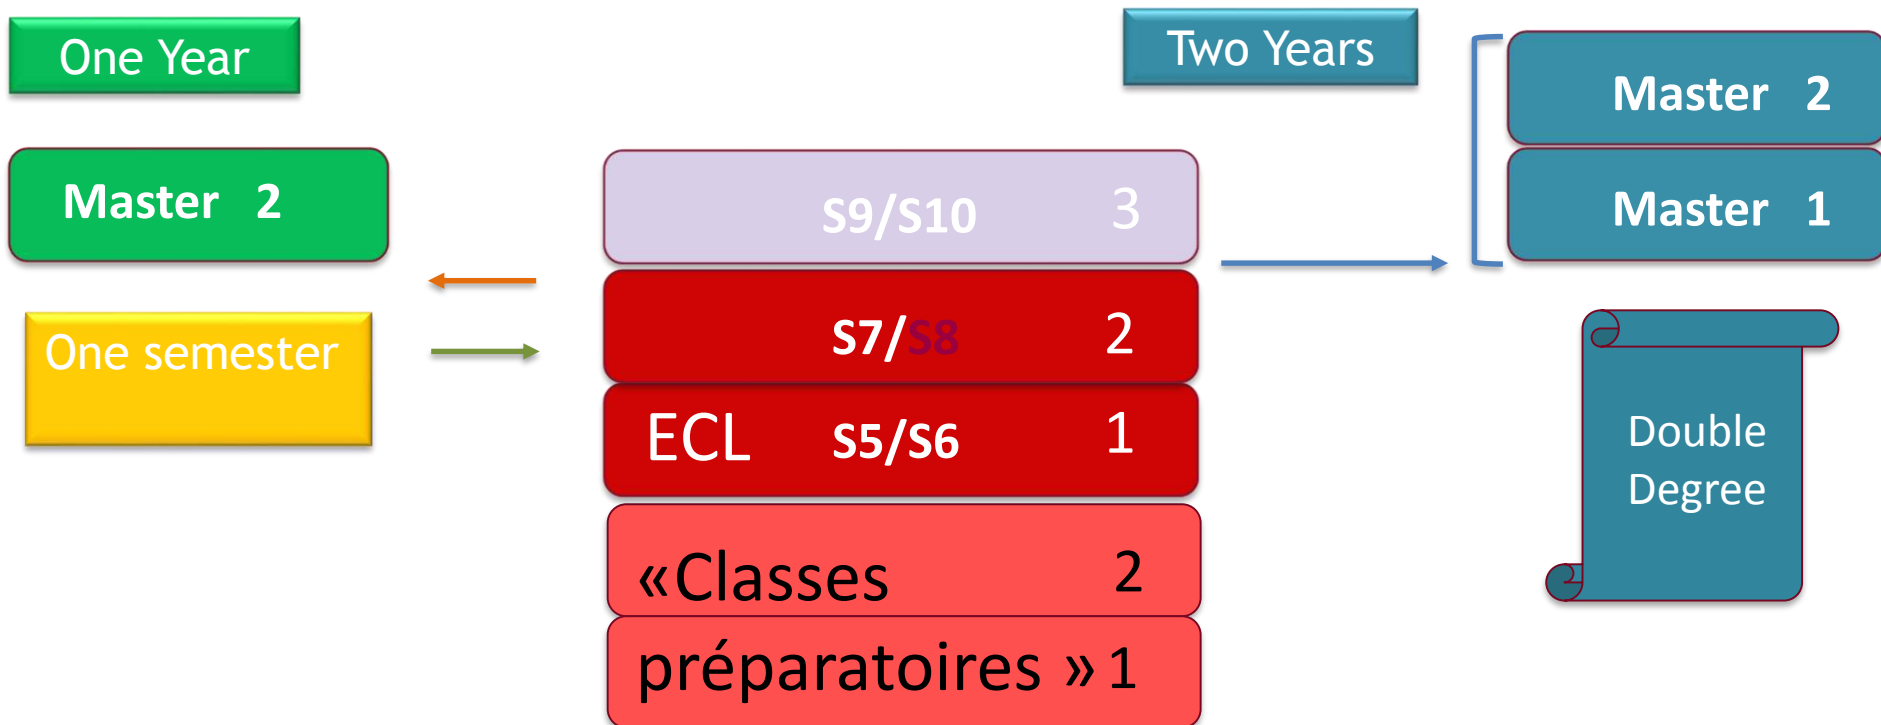 One Year
Two Years
Master 2
Master 1
Master 2
S9/S10 3
S7/S8 2
One semester
ECL S5/S6 1
Double
Degree
«Classes 2
préparatoires » 1